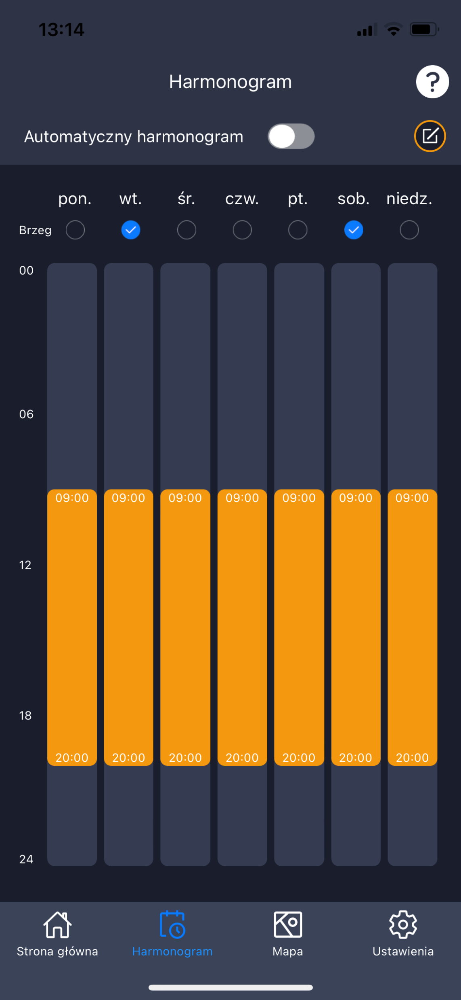 13:14
Harmonogram
?
Automatyczny harmonogram
pon. wt. śr. czw. pt. sob. niedz.
Brzeg
00
06
09:00 09:00 09:00 09:00 09:00 09:00 09:00
12
18
20:00 20:00 20:00 20:00 20:00 20:00 20:00
24
Strona główna Harmonogram Mapa Ustawienia